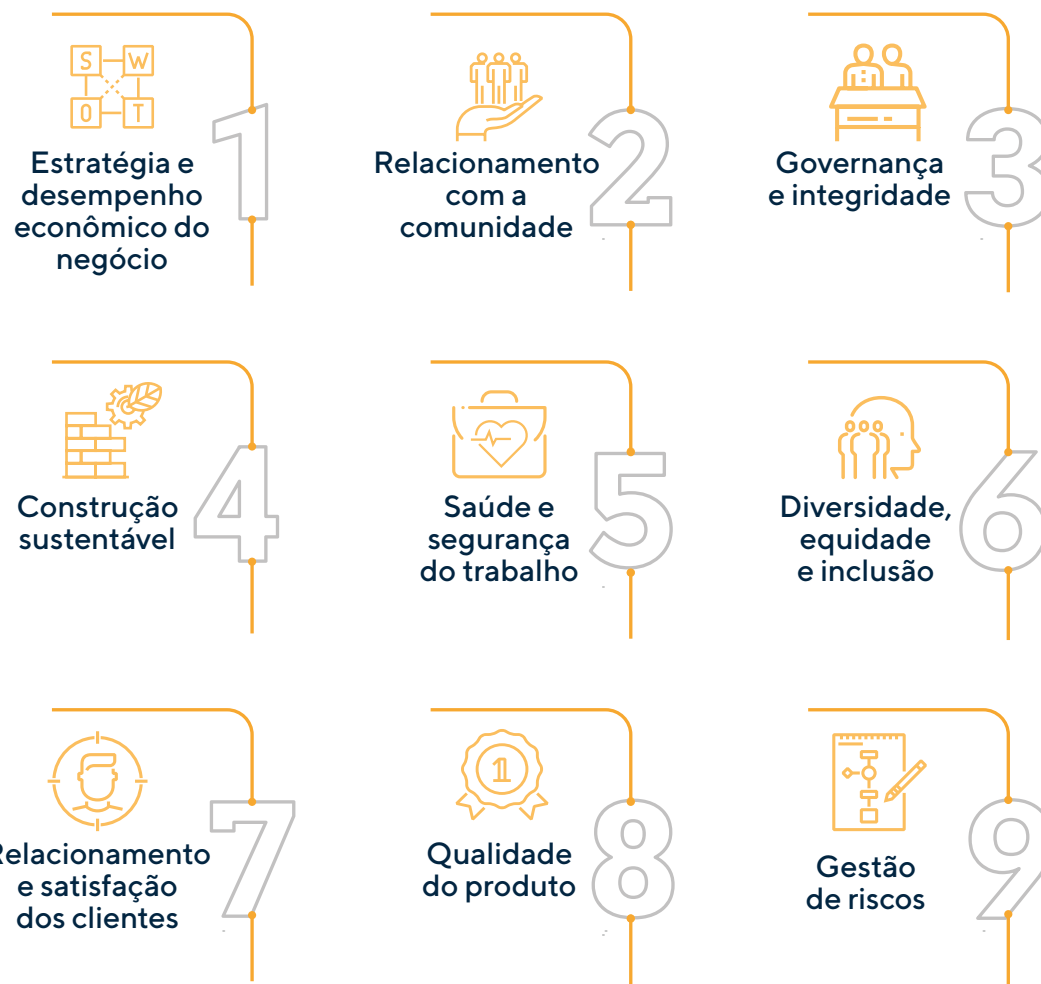 S W
O T
1
Estratégia e
desempenho
econômico do
negócio
2
Relacionamento
com a
comunidade
3
Governança
e integridade
4
Construção
sustentável
5
Saúde e
segurança
do trabalho
6
Diversidade,
equidade
e inclusão
7
Relacionamento
e satisfação
dos clientes
1
8
Qualidade
do produto
9
Gestão
de riscos